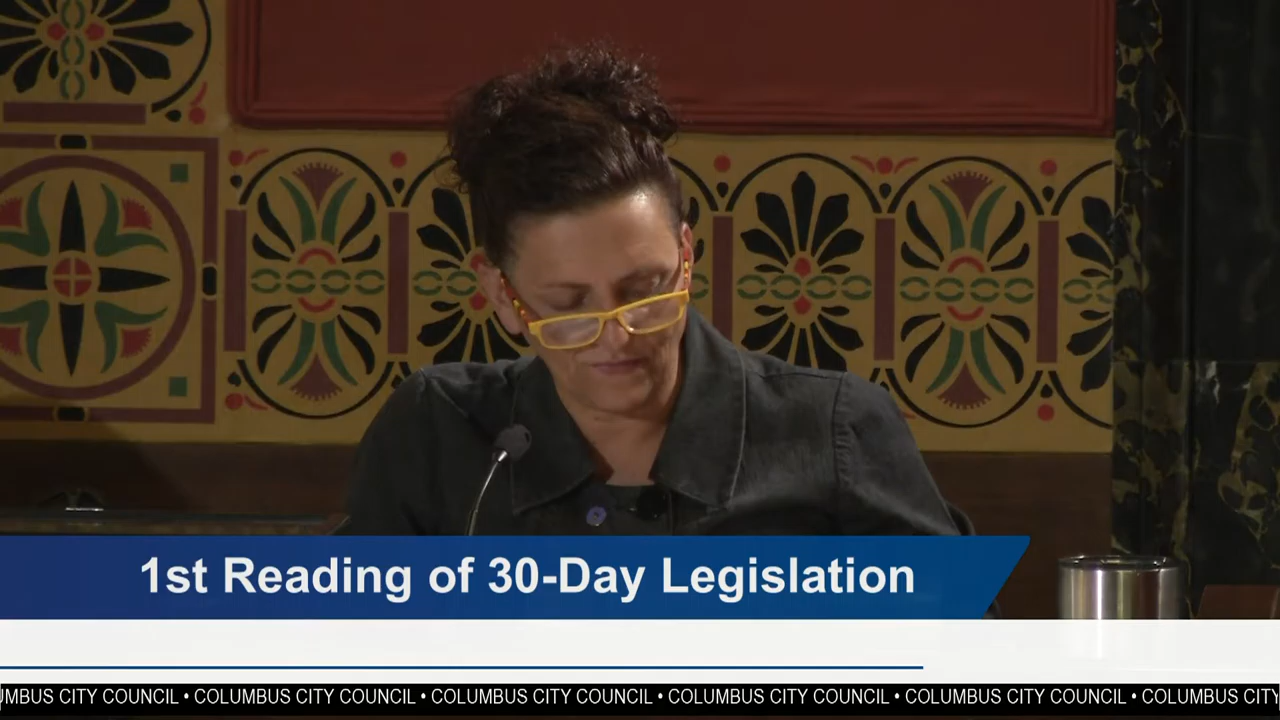 1st Reading of 30-Day Legislation
UMBUS CITY COUNCIL • COLUMBUS CITY COUNCIL • COLUMBUS CITY COUNCIL • COLUMBUS CITY COUNCIL • COLUMBUS CITY COUNCIL • COLUMBUS CITY